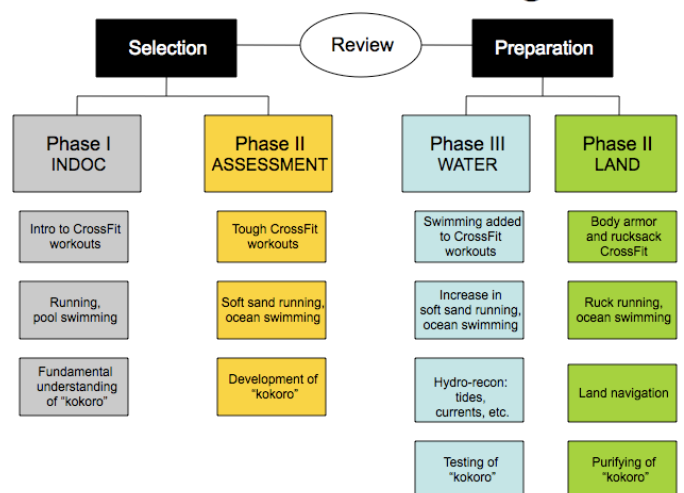 Selection
Review
Preparation
Phase I
INDOC
Phase II
ASSESSMENT
Phase III
WATER
Phase II
LAND
Intro to CrossFit
workouts
Tough CrossFit
workouts
Swimming added
to CrossFit
workouts
Body armor
and rucksack
CrossFit
Running,
pool swimming
Soft sand running,
ocean swimming
Increase in
soft sand running,
ocean swimming
Ruck running,
ocean swimming
Fundamental
understanding
of “kokoro”
Development of
“kokoro”
Hydro-recon:
tides,
currents, etc.
Land navigation
Testing of
“kokoro”
Purifying of
“kokoro”